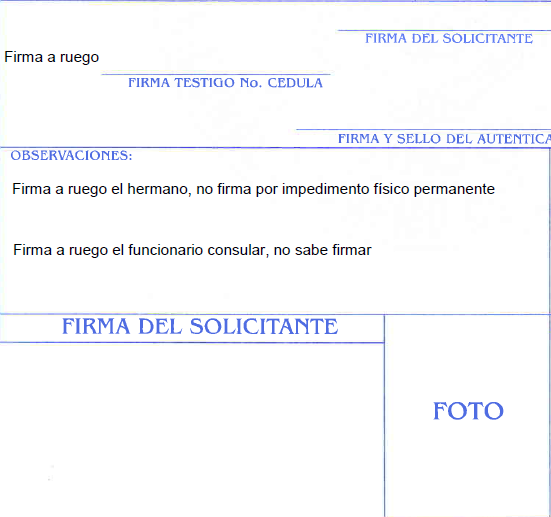 FIRMA DEL SOLICITANTE
Firma a ruego
FIRMA TESTIGO No. CEDULA
FIRMA Y SELLO DEL AUTENTICA
OBSERVACIONES:
Firma a ruego el hermano, no firma por impedimento físico permanente
Firma a ruego el funcionario consular, no sabe firmar
FIRMA DEL SOLICITANTE
FOTO